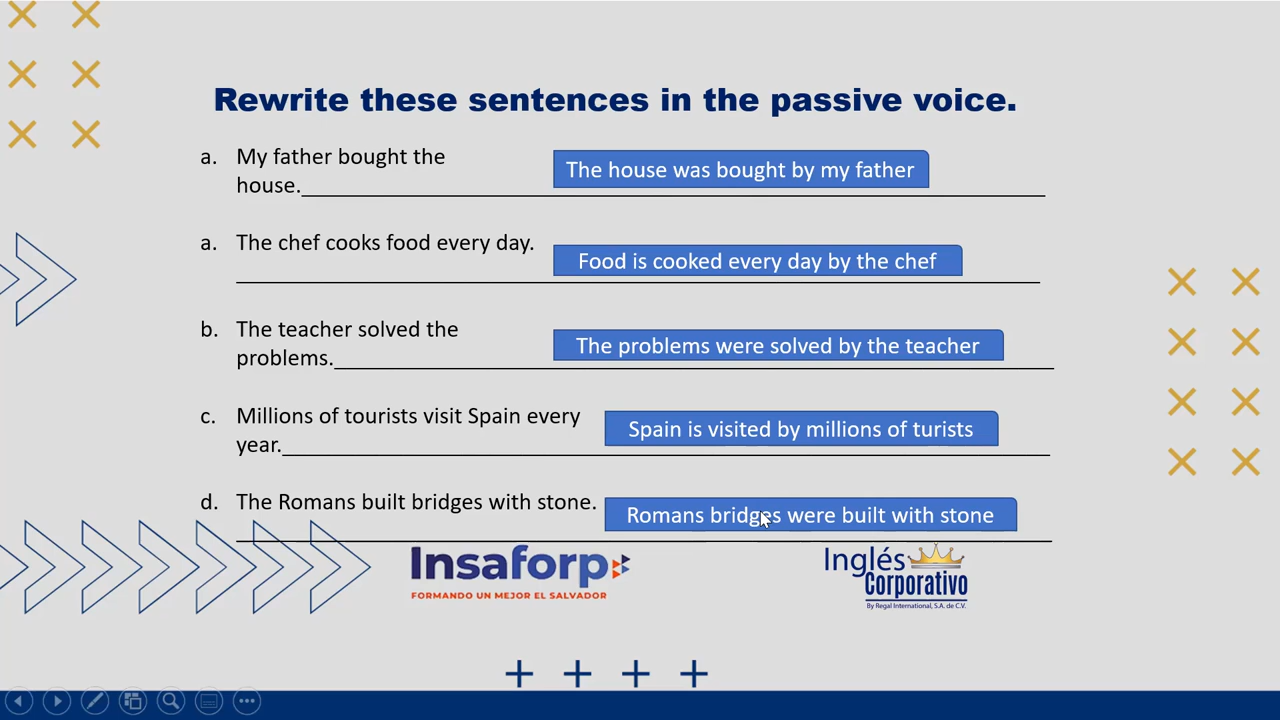 Rewrite these sentences in the passive voice.
a. My father bought the
house.
The house was bought by my father
a. The chef cooks food every day.
Food is cooked every day by the chef
b. The teacher solved the
problems.
The problems were solved by the teacher
c. Millions of tourists visit Spain every
year.
Spain is visited by millions of turists
d. The Romans built bridges with stone.
Romans bridges were built with stone
Insaforp
FORMANDO UN MEJOR EL SALVADOR
Inglés
Corporativo
By Regal International, S.A. de C.V.